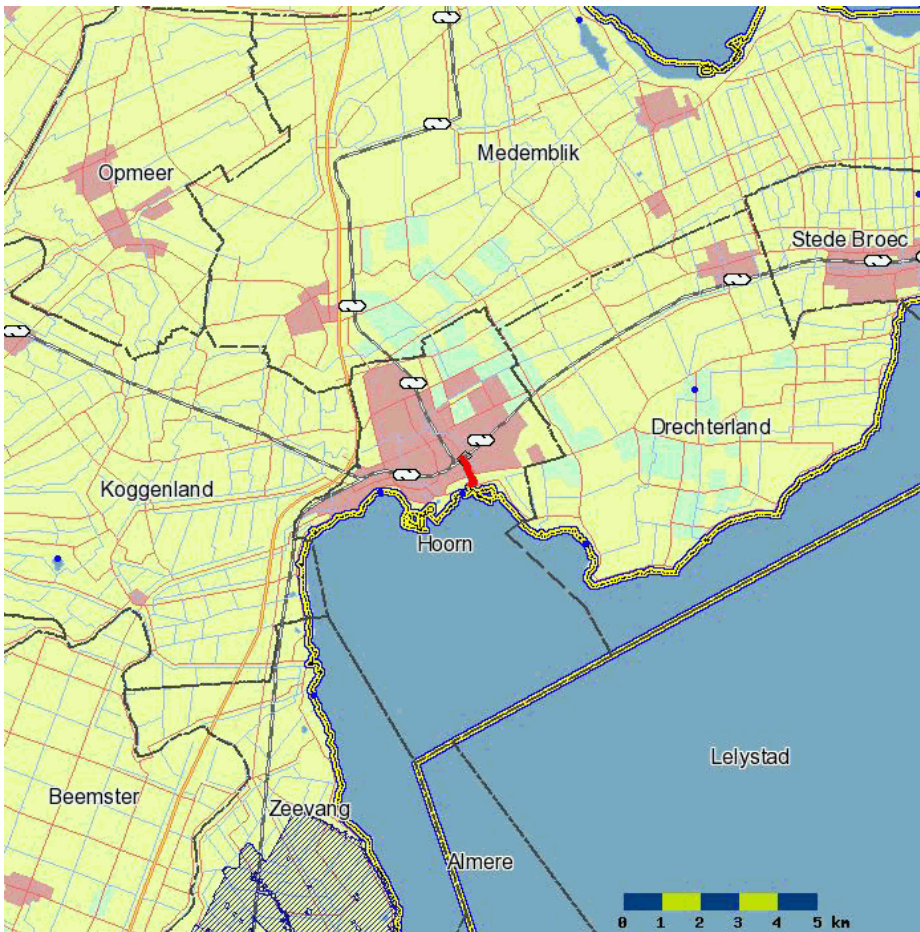 Medemblik
Opmeer
Stede Broec
Drechterland
Koggenland
Hoorn
Lelystad
Beemster
Zeevang
Almere
0 1 2 3 4 5 km